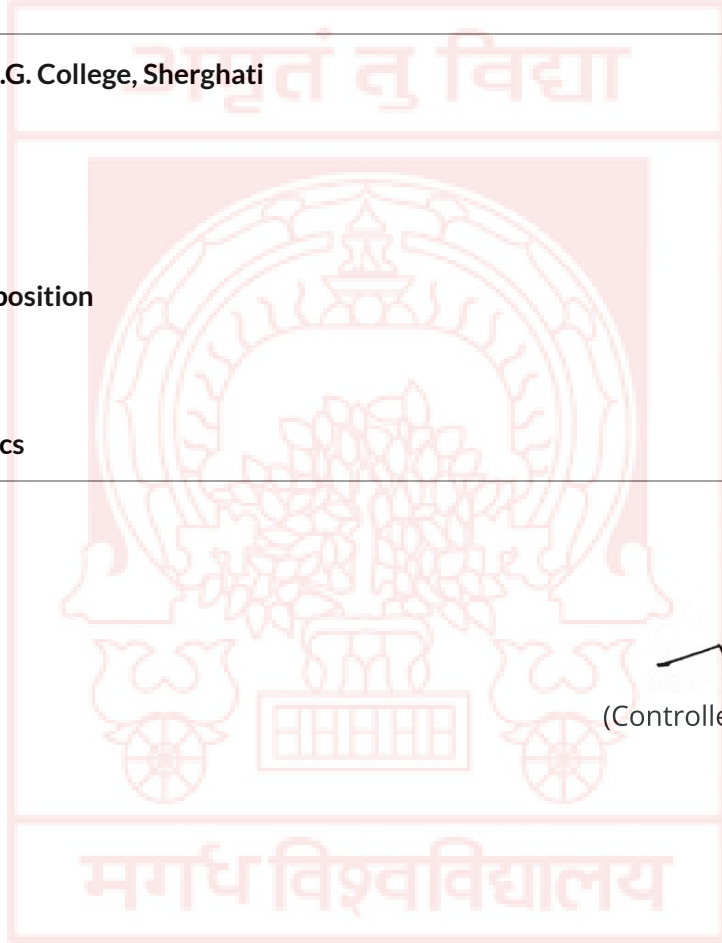 अमृतं तु विद्या
.G. College, Sherghati
position
cs
(Controlle
मगध विश्वविद्यालय